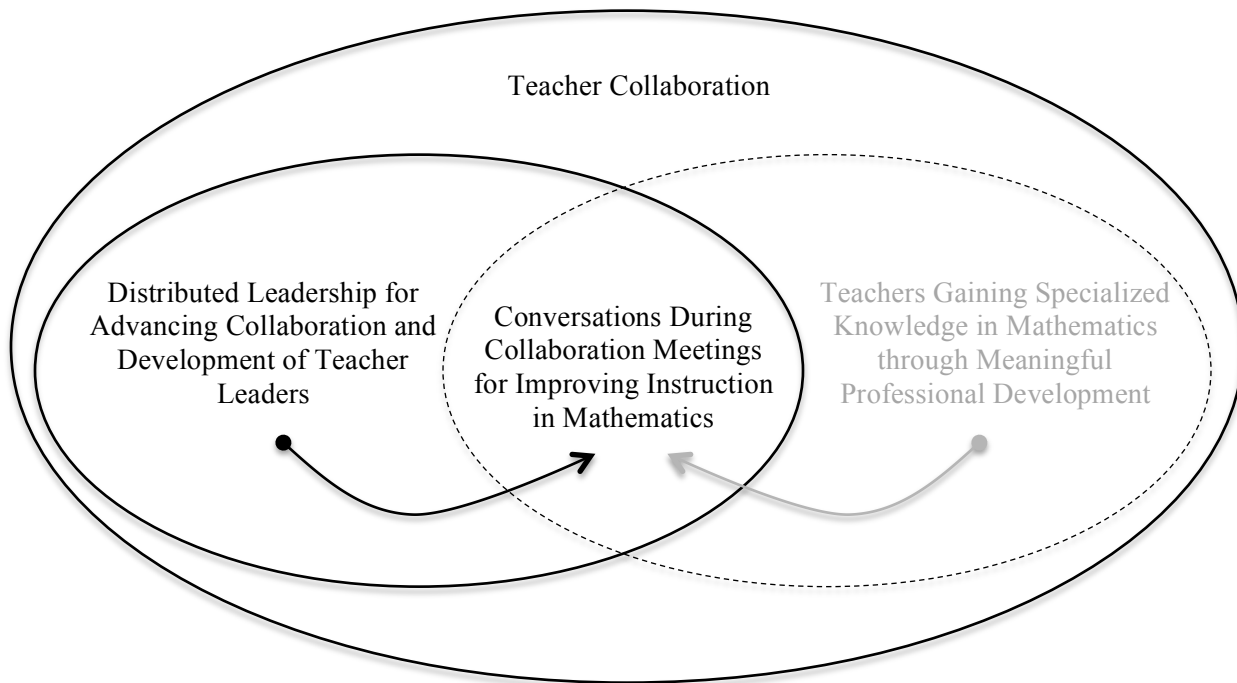 Teacher Collaboration
Distributed Leadership for
Advancing Collaboration and
Development of Teacher
Leaders
Conversations During
Collaboration Meetings
for Improving Instruction
in Mathematics
Teachers Gaining Specialized
Knowledge in Mathematics
through Meaningful
Professional Development